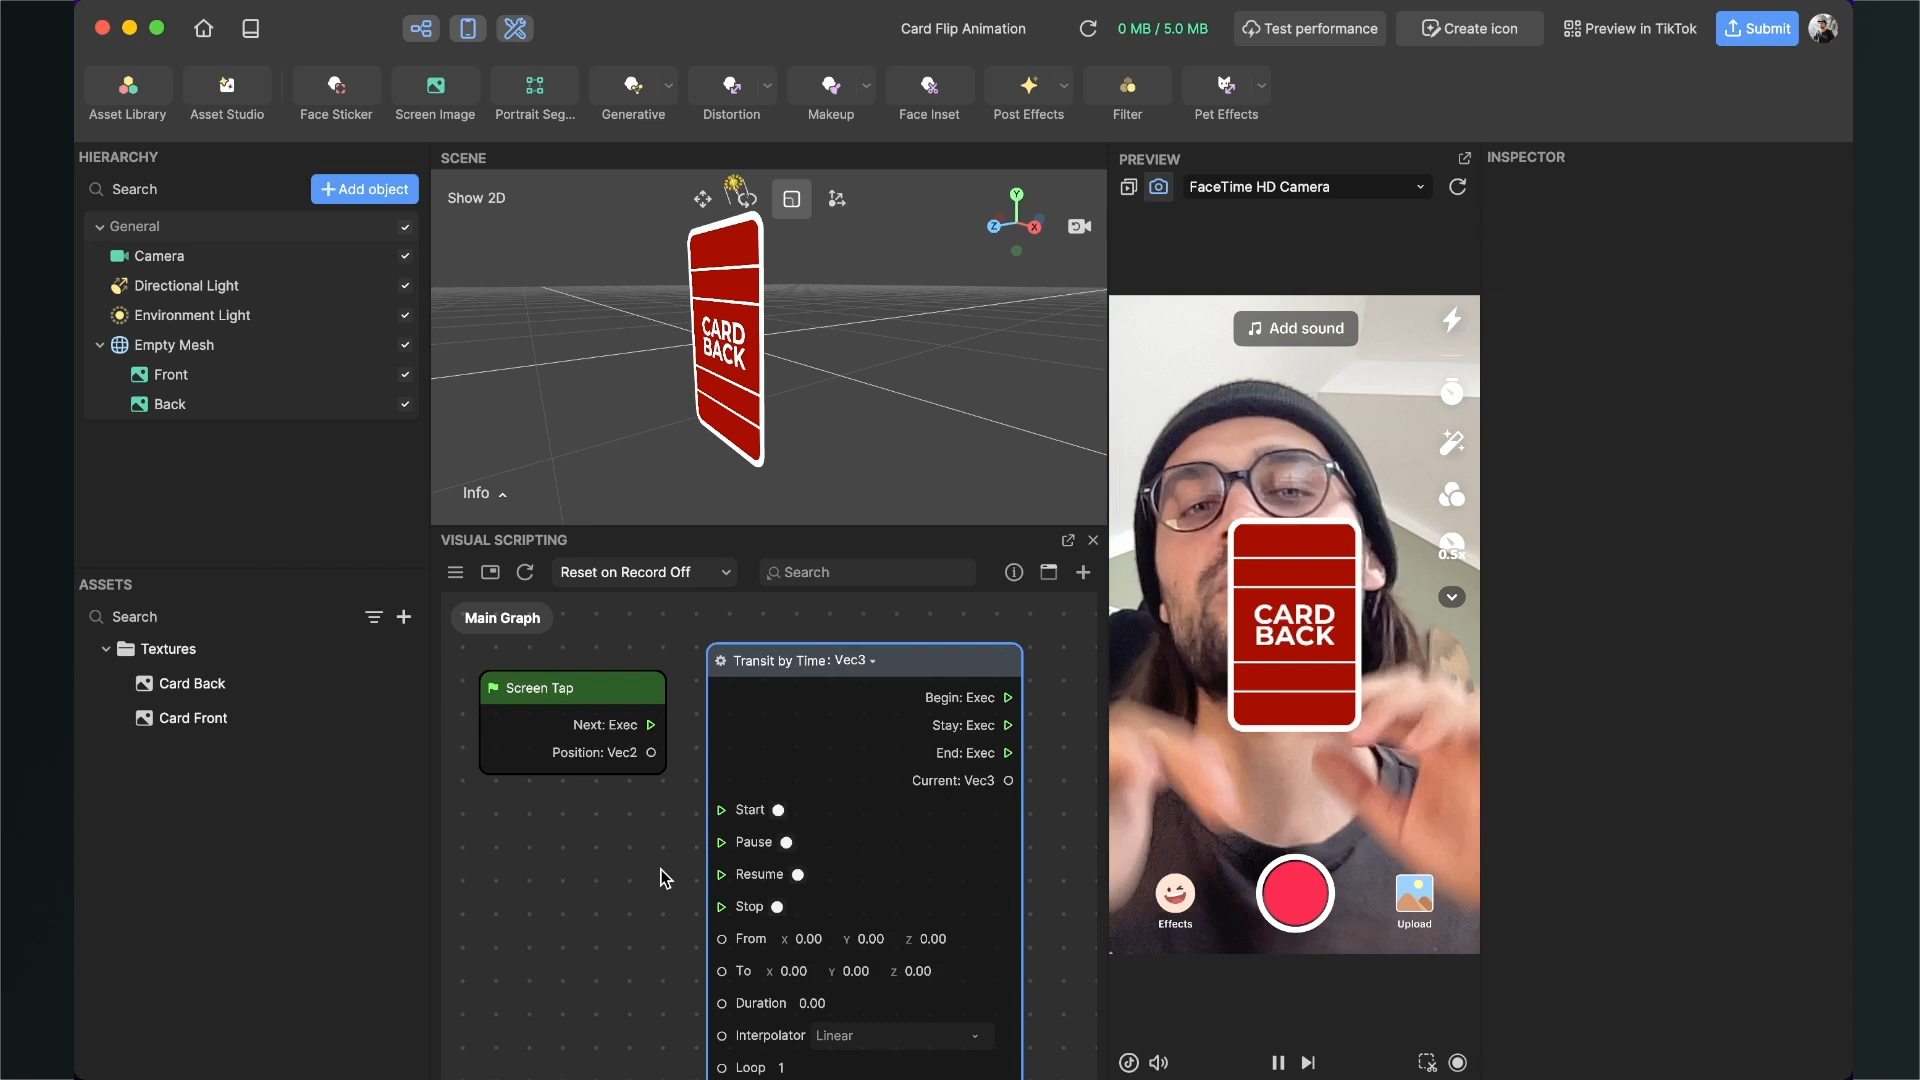 Card Flip Animation
0 MB / 5.0 MB
Test performance
Create icon
Preview in TikTok
Submit
Asset Library
Asset Studio
Face Sticker
Screen Image
Portrait Seg...
Generative
Distortion
Makeup
Face Inset
Post Effects
Filter
Pet Effects
HIERARCHY
Search
Add object
General
Camera
Directional Light
Environment Light
Empty Mesh
Front
Back
ASSETS
Search
Textures
Card Back
Card Front
SCENE
Show 2D
Y
Z
X
CARD
BACK
Info
VISUAL SCRIPTING
Reset on Record Off
Search
Main Graph
Screen Tap
Next: Exec
Position: Vec2
Transit by Time: Vec3
Begin: Exec
Stay: Exec
End: Exec
Current: Vec3
Start
Pause
Resume
Stop
From X 0.00 Y 0.00 Z 0.00
To X 0.00 Y 0.00 Z 0.00
Duration 0.00
Interpolator Linear
Loop 1
PREVIEW
FaceTime HD Camera
Add sound
0.5x
CARD
BACK
Effects
Upload
INSPECTOR